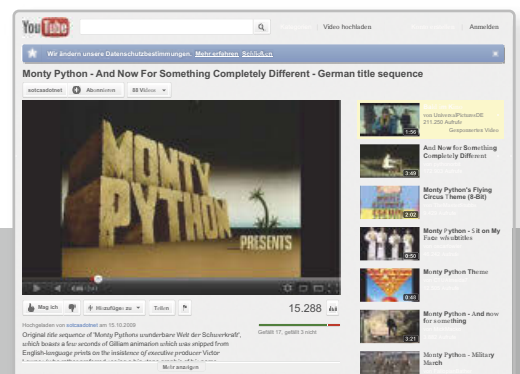 YouTube
Video hochladen
Anmelden
Wir ändern unsere Datenschutzbestimmungen. Mehr erfahren Schließen
Monty Python - And Now For Something Completely Different - German title sequence
sotcaadotnet
Abonnieren
88 Videos
MONTY
PYTHON
PRESENTS
Mag ich
Hinzufügen zu
Teilen
15.288
Hochgeladen von sotcaadotnet am 15.10.2009
Gefällt 17, gefällt 3 nicht
Original title sequence of 'Monty Pythons wunderbare Welt der Schwerkraft',
which boasts a few seconds of Gilliam animation which was snipped from
English-language prints on the insistence of executive producer Victor
Mehr anzeigen
von UniversalPicturesDE
211.250 Aufrufe
Gesponsertes Video
1:56
And Now for Something
Completely Different
3:49
Monty Python's Flying
Circus Theme (8-Bit)
2:02
Monty Python - Sit on My
Face w/subtitles
0:50
Monty Python Theme
0:48
Monty Python - And now
for something
3:21
Monty Python - Military
March